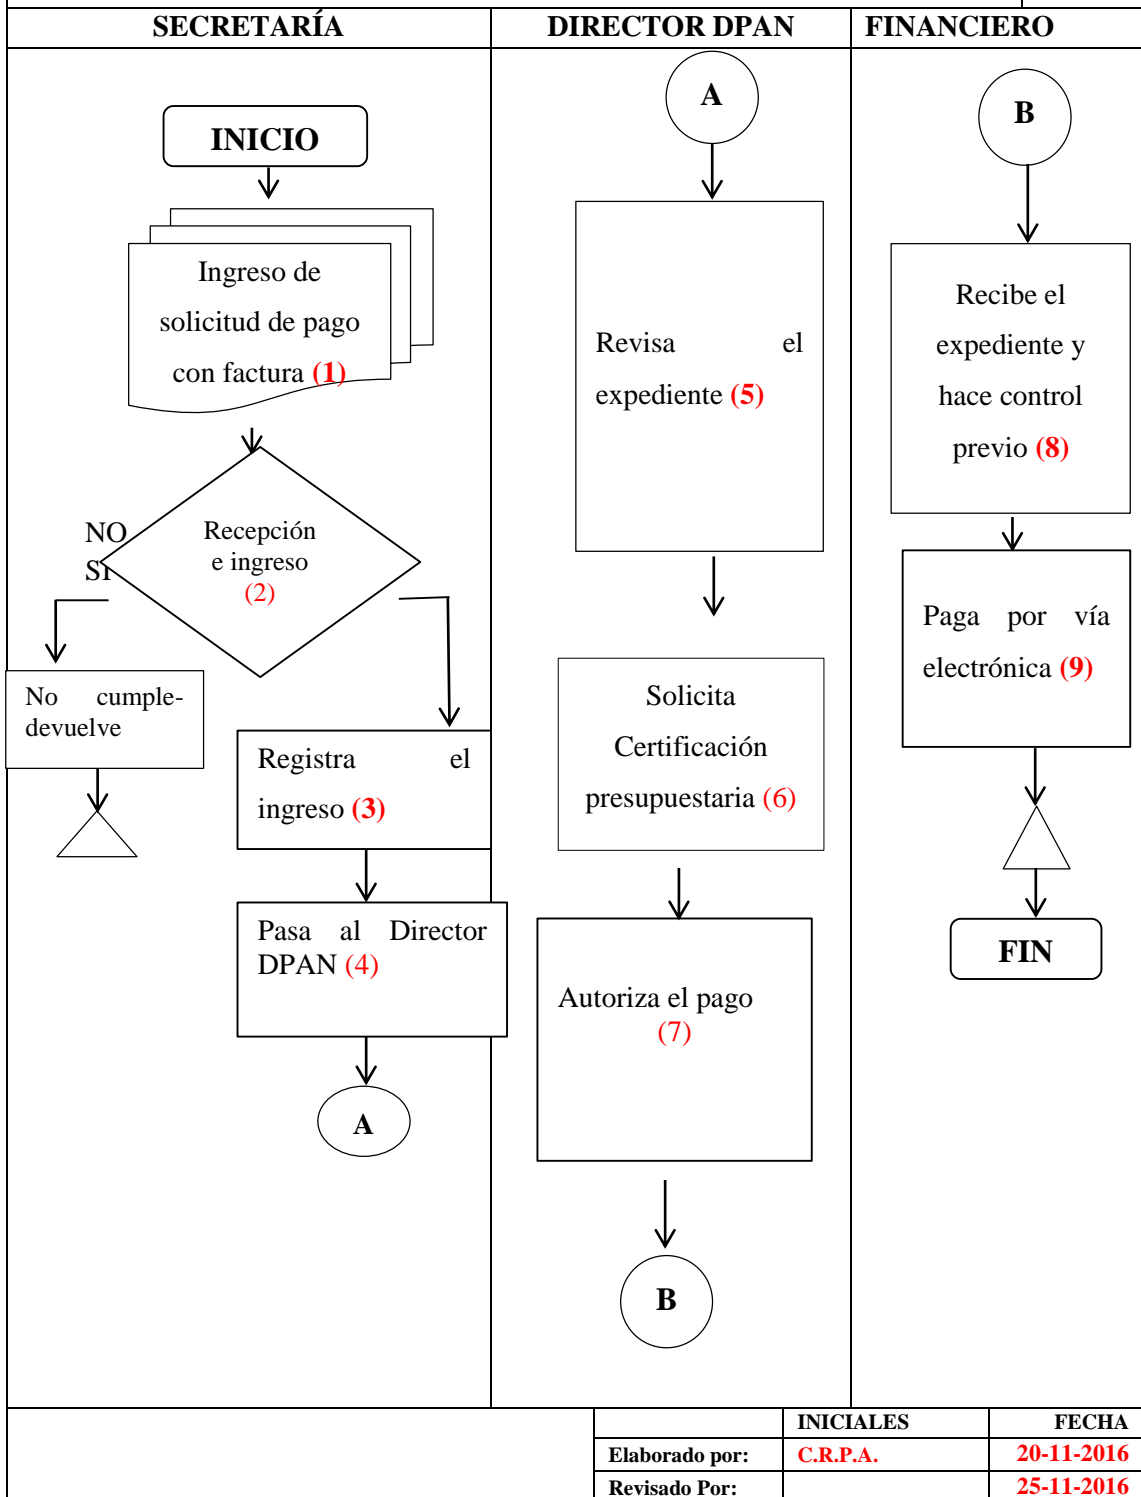 SECRETARÍA
DIRECTOR DPAN
FINANCIERO
INICIO
Ingreso de
solicitud de pago
con factura (1)
Recepción
e ingreso
(2)
NO
SI
No cumple-
devuelve
Registra el
ingreso (3)
Pasa al Director
DPAN (4)
A
A
Revisa el
expediente (5)
Solicita
Certificación
presupuestaria (6)
Autoriza el pago
(7)
B
B
Recibe el
expediente y
hace control
previo (8)
Paga por vía
electrónica (9)
FIN
INICIALES FECHA
Elaborado por: C.R.P.A. 20-11-2016
Revisado Por: 25-11-2016